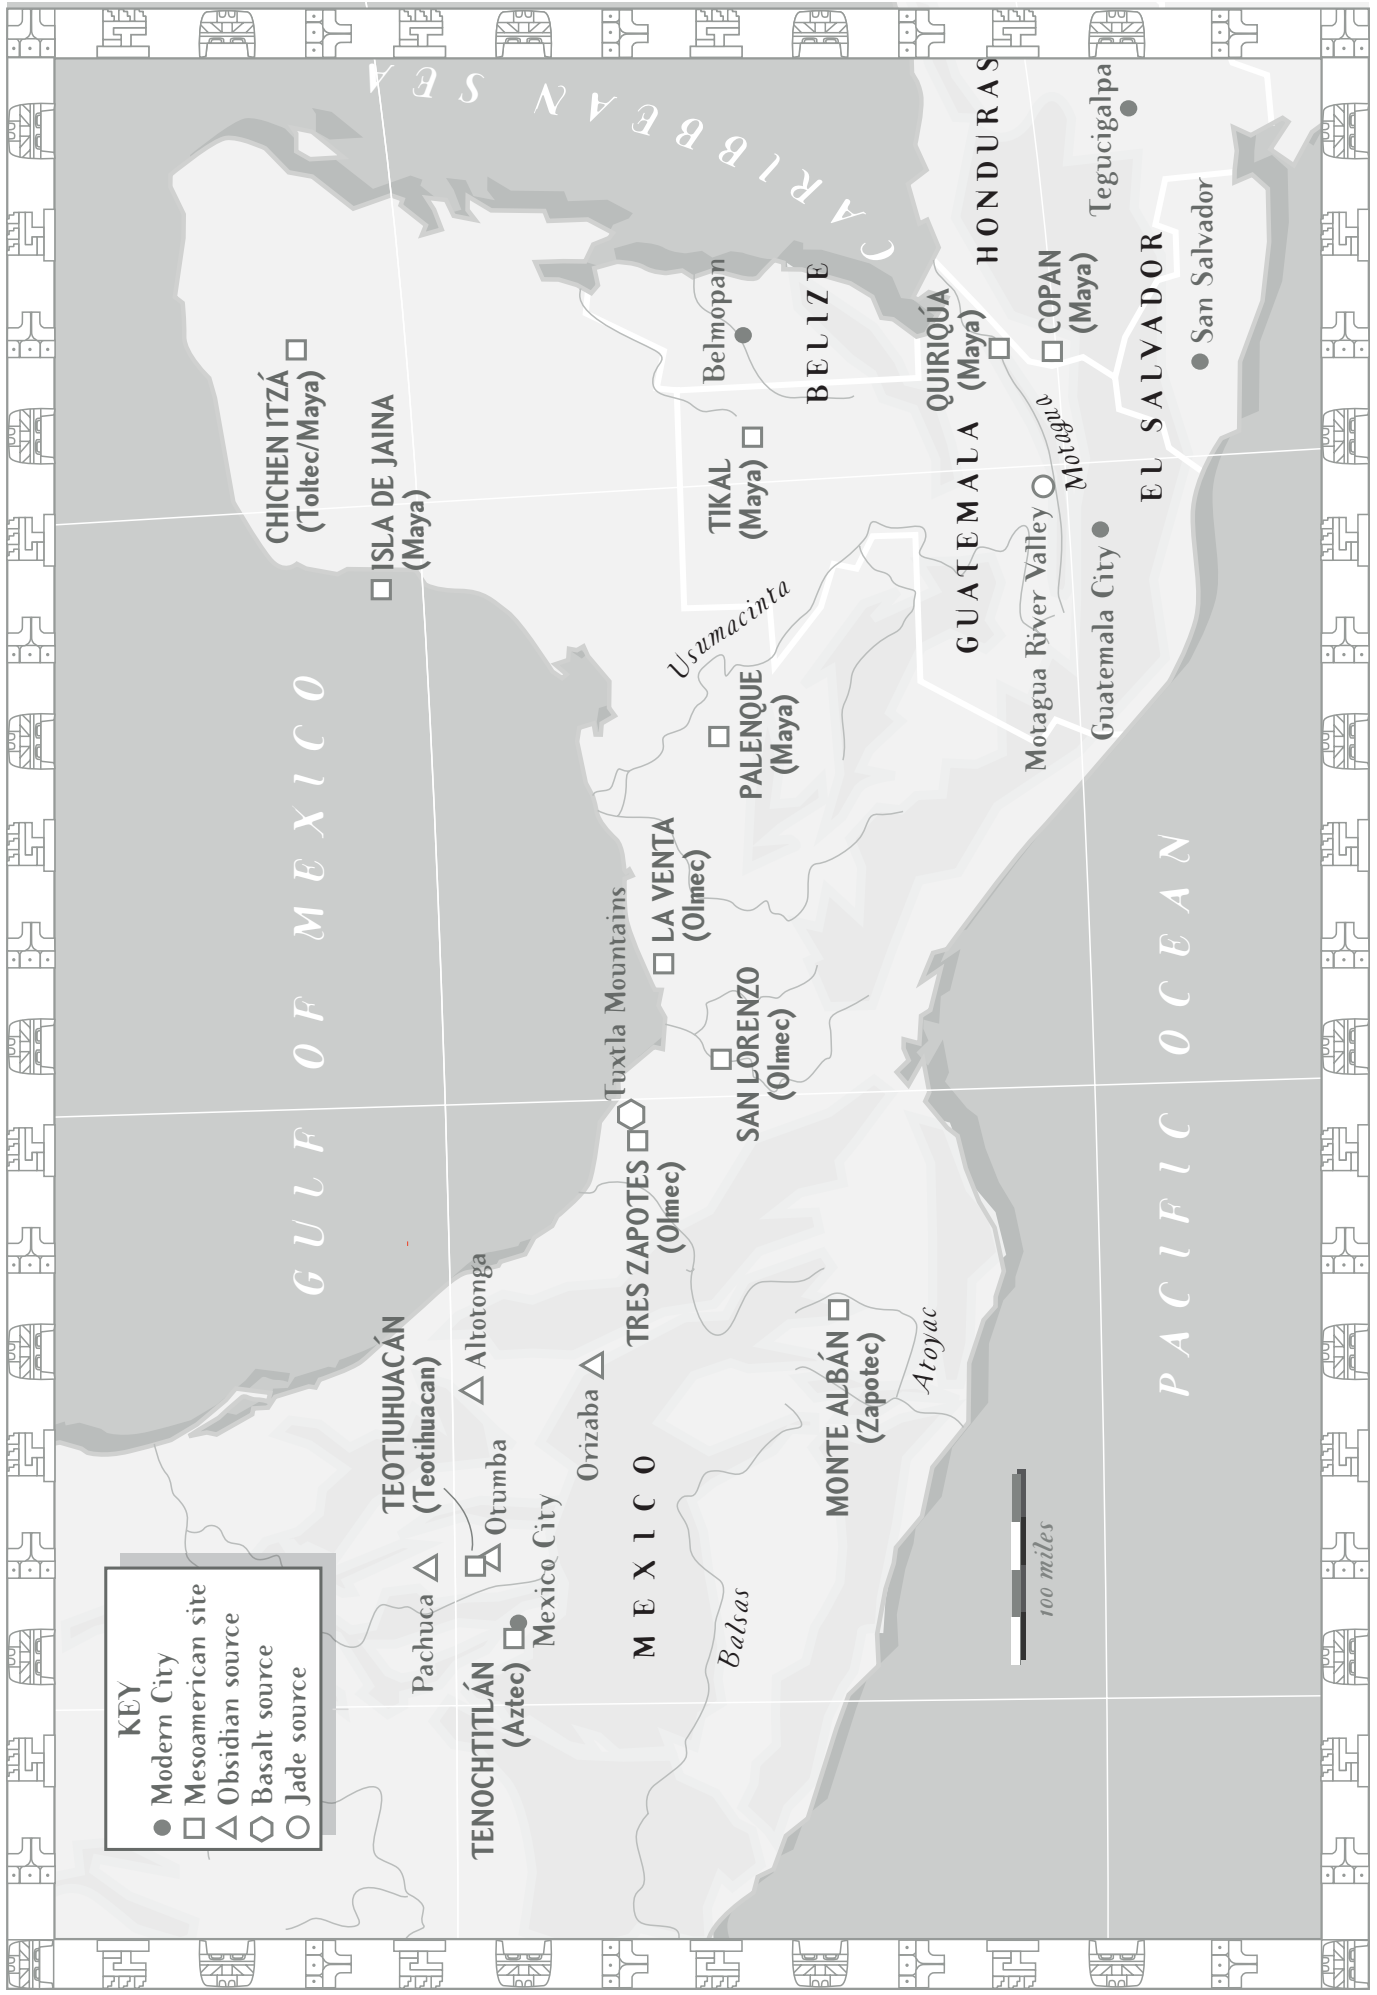 KEY
Modern City
Mesoamerican site
Obsidian source
Basalt source
Jade source
GULF OF MEXICO
CARIBBEAN SEA
PACIFIC OCEAN
CHICHEN ITZÁ
(Toltec/Maya)
ISLA DE JAINA
(Maya)
TEOTIUHUACÁN
(Teotihuacan)
Altotonga
Pachuca
Otumba
TENOCHTITLÁN
(Aztec)
Mexico City
Orizaba
MEXICO
Balsas
TRES ZAPOTES
(Olmec)
Tuxtla Mountains
LA VENTA
(Olmec)
SAN LORENZO
(Olmec)
MONTE ALBÁN
(Zapotec)
Atoyac
Usumacinta
PALENQUE
(Maya)
TIKAL
(Maya)
Belmopan
BELIZE
GUATEMALA
QUIRIQÚA
(Maya)
HONDURAS
COPAN
(Maya)
Motagua
Motagua River Valley
Guatemala City
Tegucigalpa
EL SALVADOR
San Salvador
100 miles